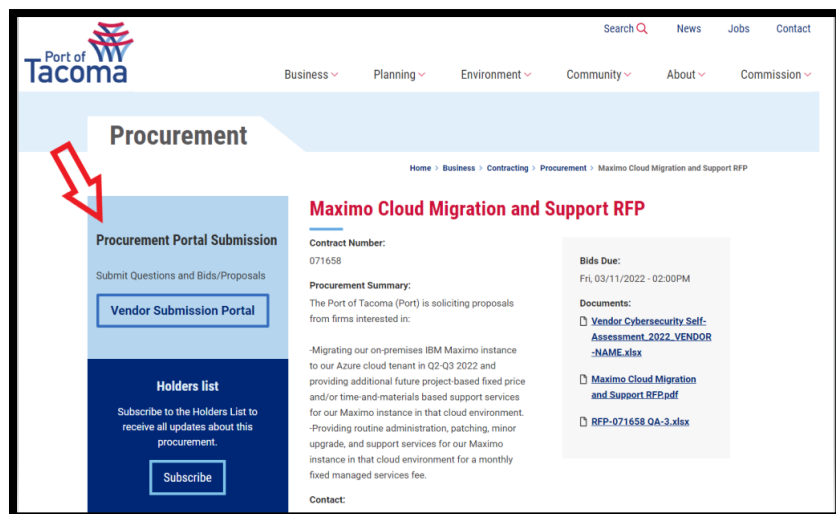 Port of
Tacoma
Search News Jobs Contact
Business Planning Environment Community About Commission
Procurement
Home > Business > Contracting > Procurement > Maximo Cloud Migration and Support RFP
Procurement Portal Submission
Submit Questions and Bids/Proposals
Vendor Submission Portal
Holders list
Subscribe to the Holders List to
receive all updates about this
procurement.
Subscribe
Maximo Cloud Migration and Support RFP
Contract Number:
071658
Procurement Summary:
The Port of Tacoma (Port) is soliciting proposals
from firms interested in:
-Migrating our on-premises IBM Maximo instance
to our Azure cloud tenant in Q2-Q3 2022 and
providing additional future project-based fixed price
and/or time-and-materials based support services
for our Maximo instance in that cloud environment.
-Providing routine administration, patching, minor
upgrade, and support services for our Maximo
instance in that cloud environment for a monthly
fixed managed services fee.
Contact:
Bids Due:
Fri, 03/11/2022 - 02:00PM
Documents:
Vendor Cybersecurity Self-
Assessment_2022_VENDOR
-NAME.xlsx
Maximo Cloud Migration
and Support RFP.pdf
RFP-071658 QA-3.xlsx